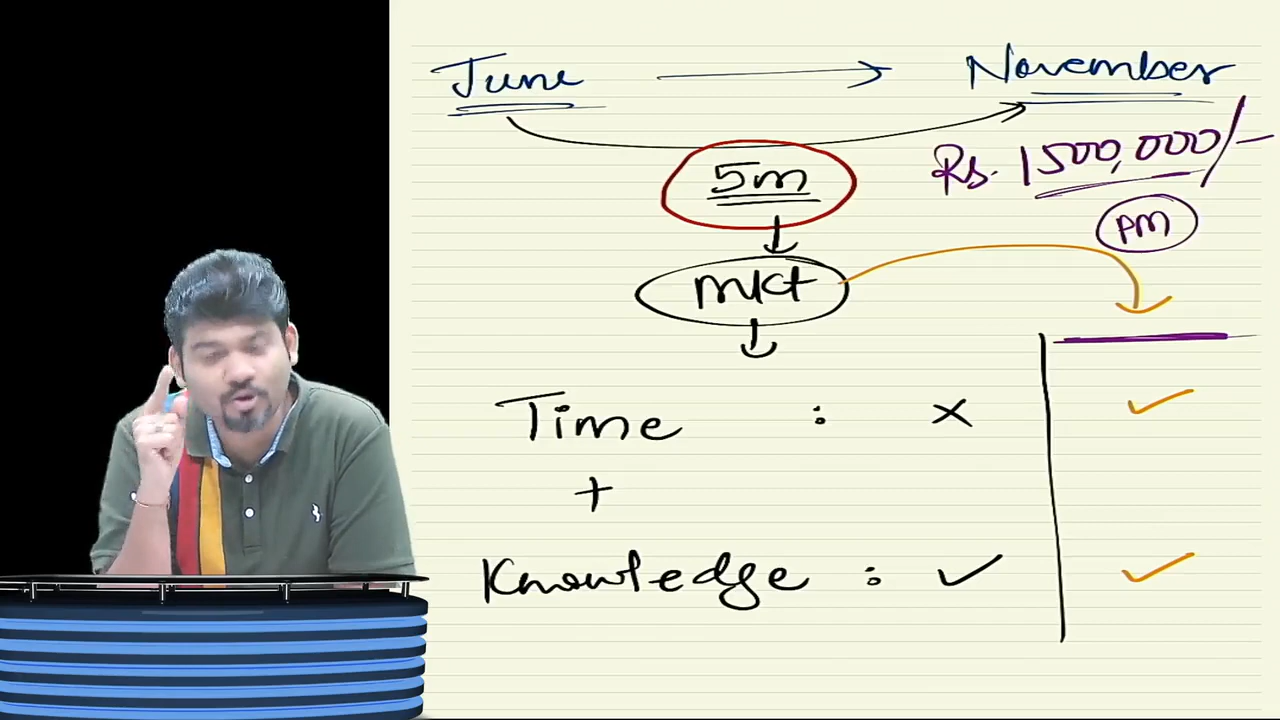 June → November
5m
Rs. 1500,000/-
PM
mkt
Time : × ✓
+
Knowledge : ✓ ✓